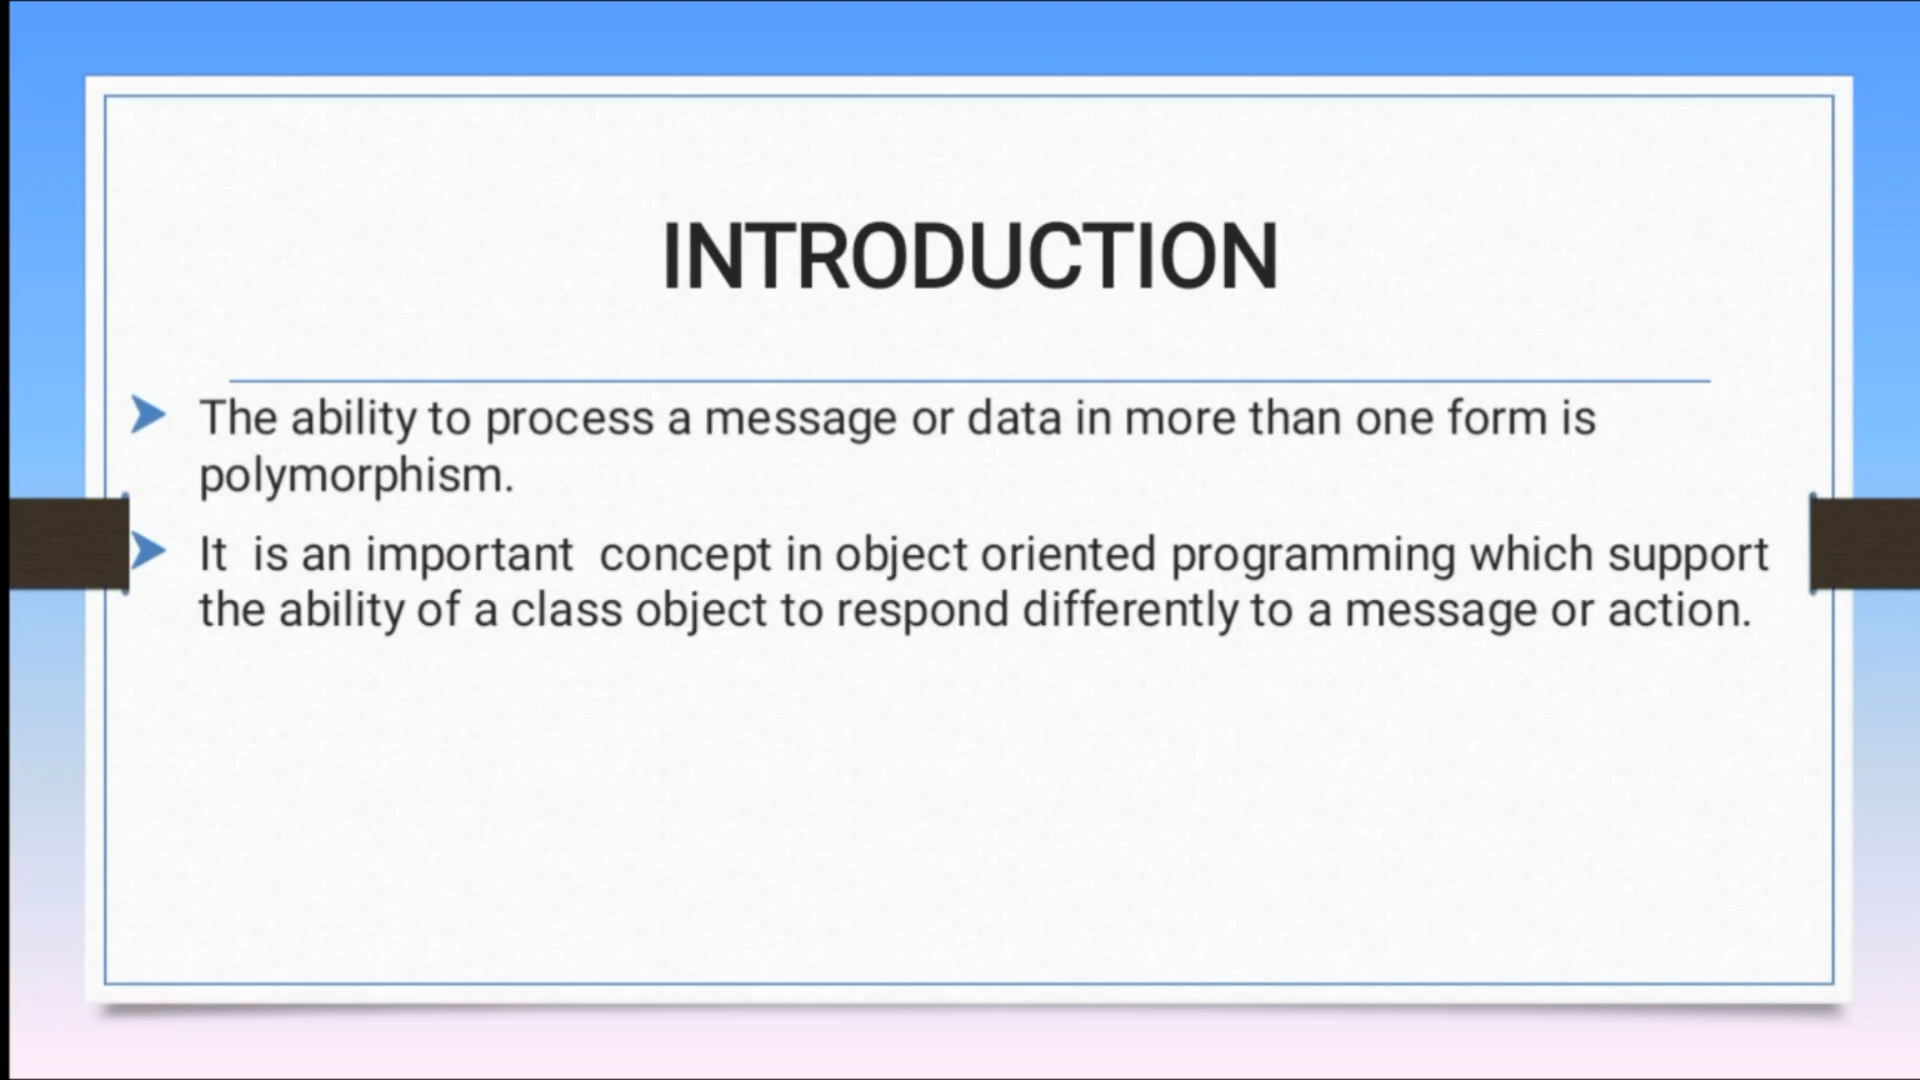 INTRODUCTION
The ability to process a message or data in more than one form is
polymorphism.
It  is an important  concept in object oriented programming which support
the ability of a class object to respond differently to a message or action.